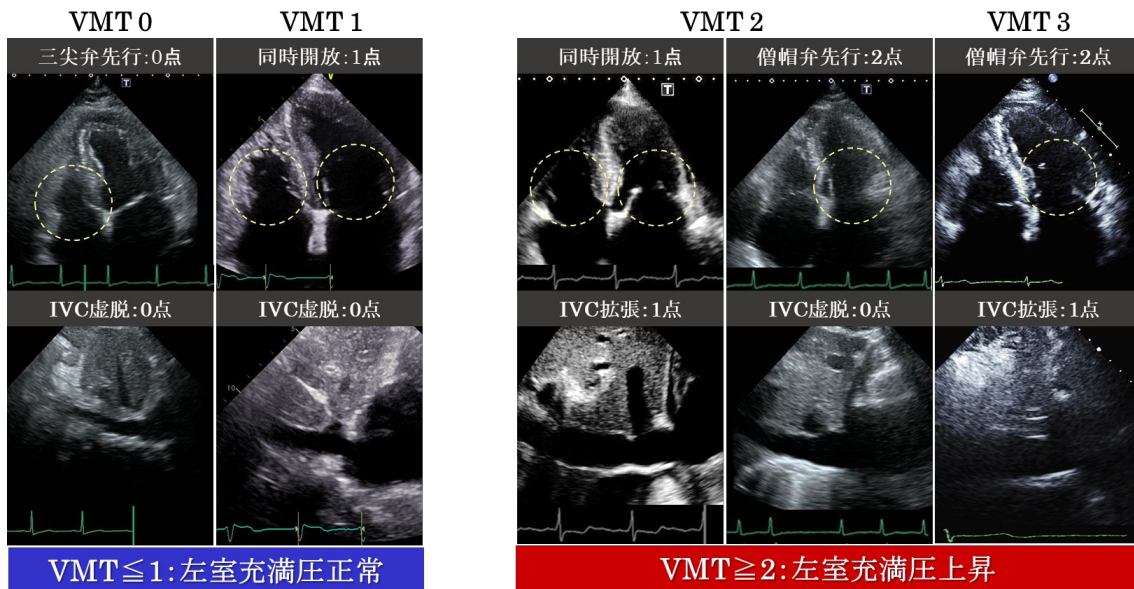 VMT 0
VMT 1
VMT 2
VMT 3
三尖弁先行:0点
同時開放:1点
同時開放:1点
僧帽弁先行:2点
僧帽弁先行:2点
T
T
T
V
5
IVC虚脱:0点
IVC虚脱:0点
IVC拡張:1点
IVC虚脱:0点
IVC拡張:1点
5
10
VMT≦1:左室充満圧正常
VMT≧2:左室充満圧上昇